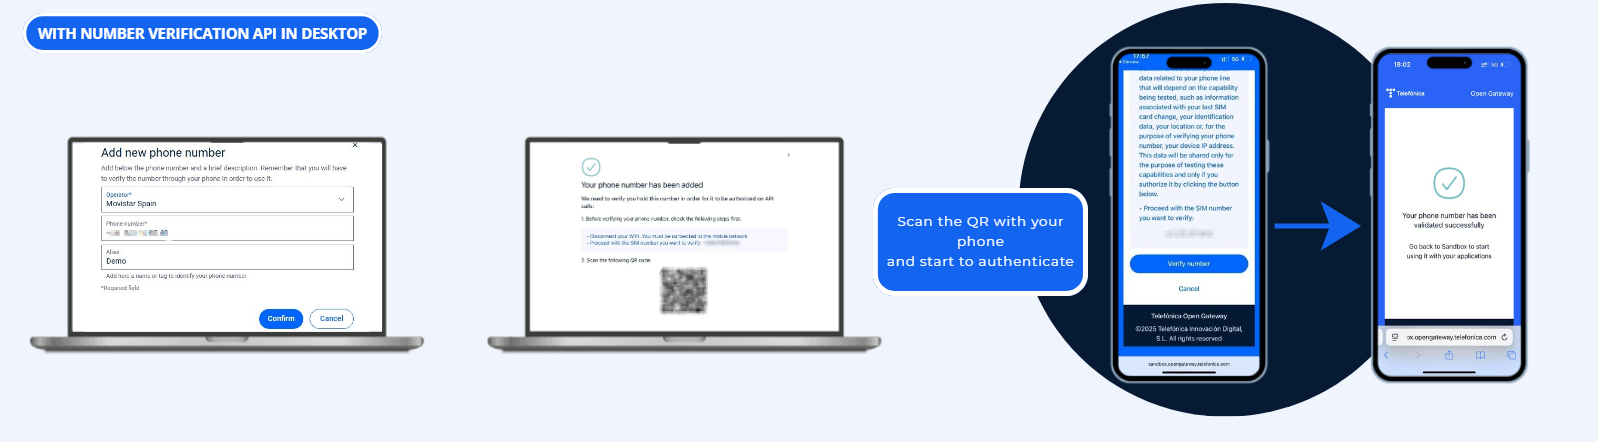 WITH NUMBER VERIFICATION API IN DESKTOP
Add new phone number
Add below the phone number and a brief description. Remember that you will have
to verify the number through your phone in order to use it.
Operator*
Movistar Spain
Phone number*
Alias
Demo
Add here a name or tag to identify your phone number
*Required field
Confirm
Cancel
Your phone number has been added
We need to verify you hold this number in order for it to be authorized on API
calls:
1. Before verifying your phone number, check the following steps first:
- Disconnect your WiFi. You must be connected to the mobile network.
- Proceed with the SIM number you want to verify:
2. Scan the following QR code:
Scan the QR with your
phone
and start to authenticate
17:57
5G
data related to your phone line
that will depend on the capability
being tested, such as information
associated with your last SIM
card change, your identification
data, your location or, for the
purpose of verifying your phone
number, your device IP address.
This data will be shared only for
the purpose of testing these
capabilities and only if you
authorize it by clicking the button
below.
- Proceed with the SIM number
you want to verify:
Verify number
Cancel
Telefónica Open Gateway
©2025 Telefónica Innovación Digital,
S.L. All rights reserved
sandbox.opengateway.telefonica.com
18:02
5G
Telefónica
Open Gateway
Your phone number has been
validated successfully
Go back to Sandbox to start
using it with your applications
ox.opengateway.telefonica.com